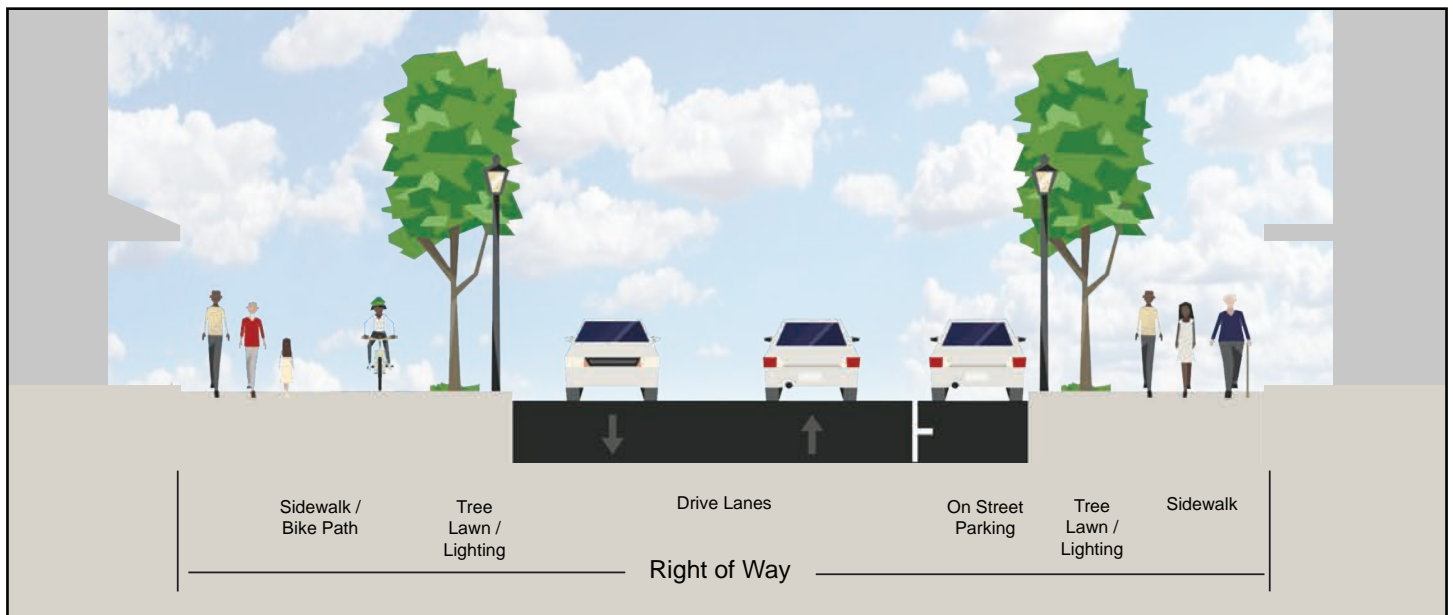 Sidewalk /
Bike Path
Tree
Lawn /
Lighting
Drive Lanes
On Street
Parking
Tree
Lawn /
Lighting
Sidewalk
Right of Way